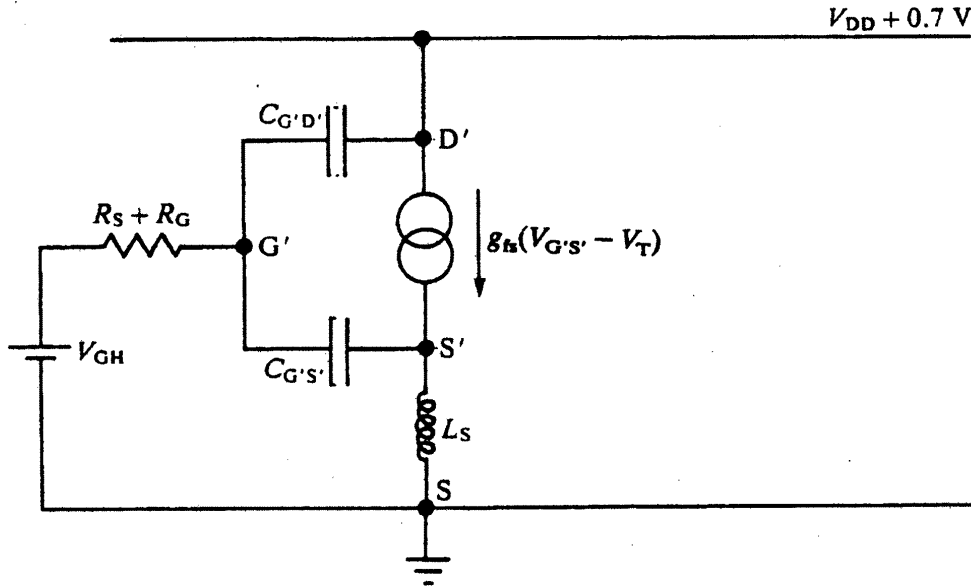 V_DD + 0.7 V
C_G'D'
D'
R_S + R_G
G'
g_fs(V_G'S' − V_T)
V_GH
C_G'S'
S'
L_S
S